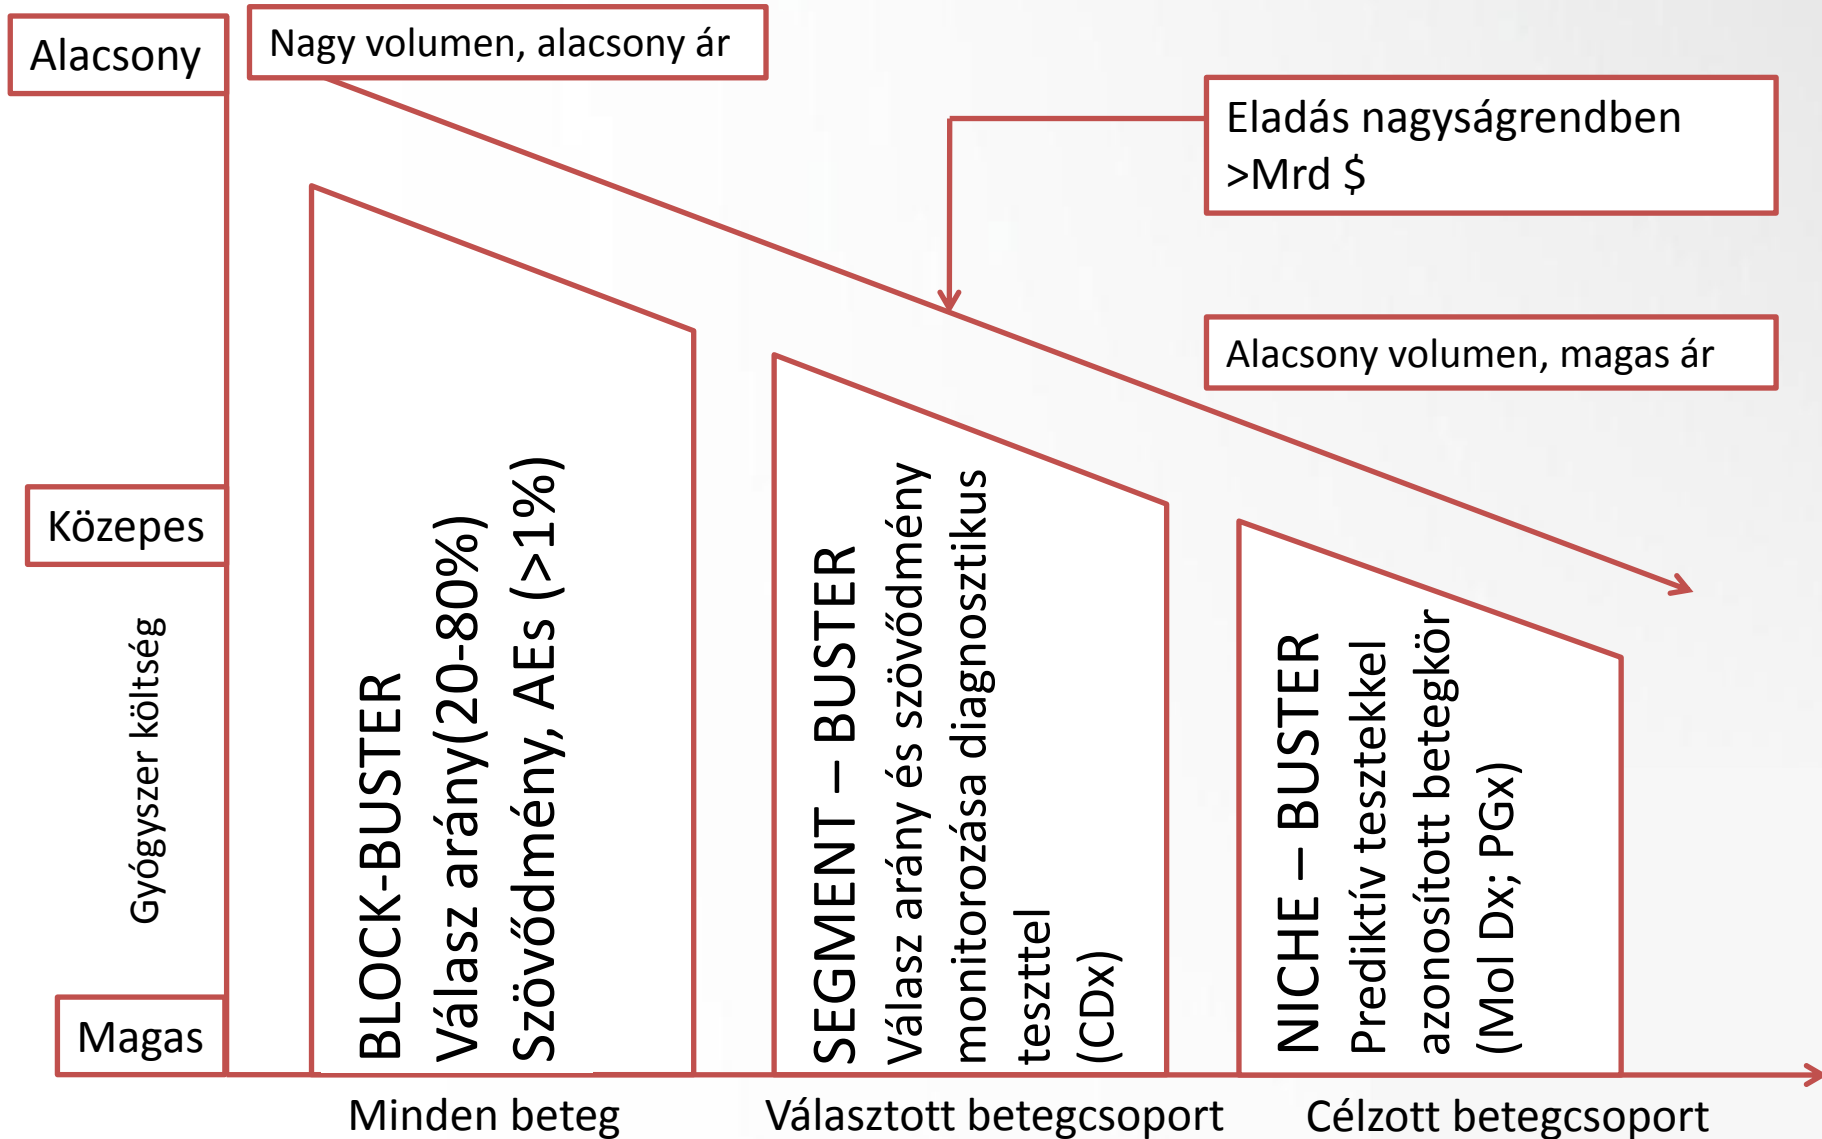 Alacsony
Nagy volumen, alacsony ár
Eladás nagyságrendben
>Mrd $
Alacsony volumen, magas ár
Közepes
Gyógyszer költség
Magas
BLOCK-BUSTER
Válasz arány(20-80%)
Szövődmény, AEs (>1%)
SEGMENT – BUSTER
Válasz arány és szövődmény
monitorozása diagnosztikus
teszttel
(CDx)
NICHE – BUSTER
Prediktív tesztekkel
azonosított betegkör
(Mol Dx; PGx)
Minden beteg
Választott betegcsoport
Célzott betegcsoport